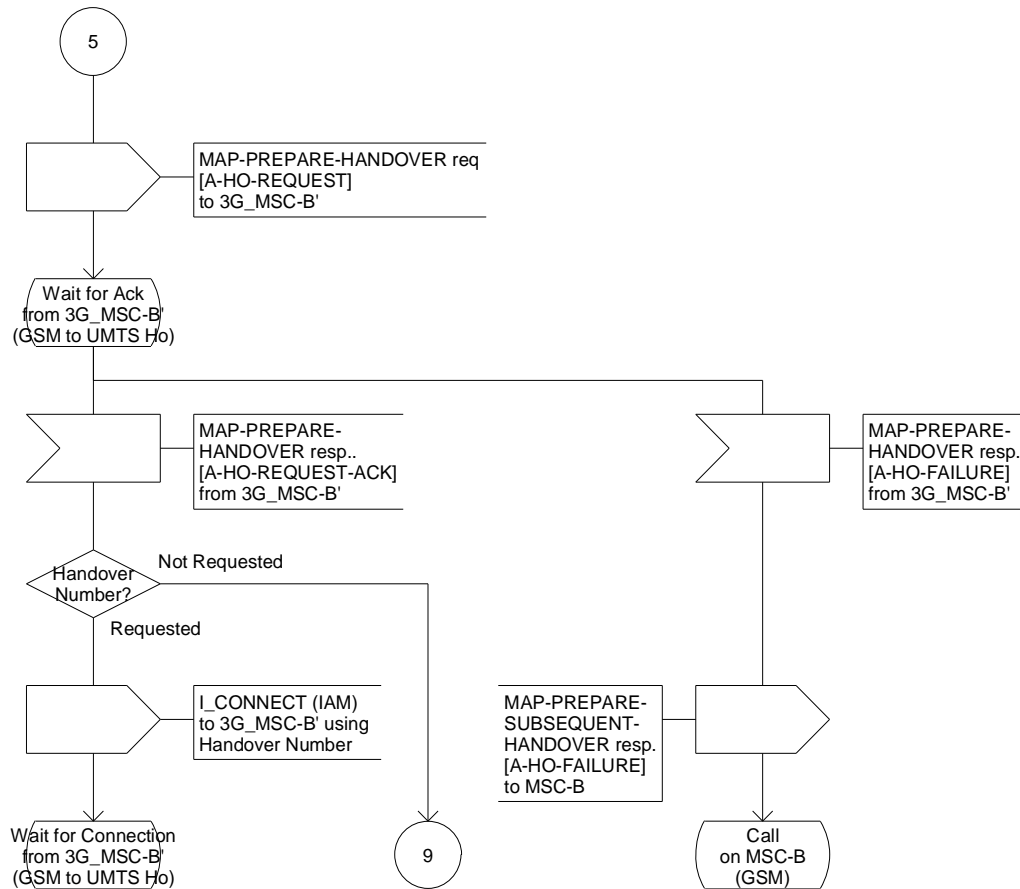 5
MAP-PREPARE-HANDOVER req
[A-HO-REQUEST]
to 3G_MSC-B'
Wait for Ack
from 3G_MSC-B'
(GSM to UMTS Ho)
MAP-PREPARE-
HANDOVER resp..
[A-HO-REQUEST-ACK]
from 3G_MSC-B'
MAP-PREPARE-
HANDOVER resp.
[A-HO-FAILURE]
from 3G_MSC-B'
Handover
Number?
Not Requested
Requested
I_CONNECT (IAM)
to 3G_MSC-B' using
Handover Number
MAP-PREPARE-
SUBSEQUENT-
HANDOVER resp.
[A-HO-FAILURE]
to MSC-B
Wait for Connection
from 3G_MSC-B'
(GSM to UMTS Ho)
9
Call
on MSC-B
(GSM)